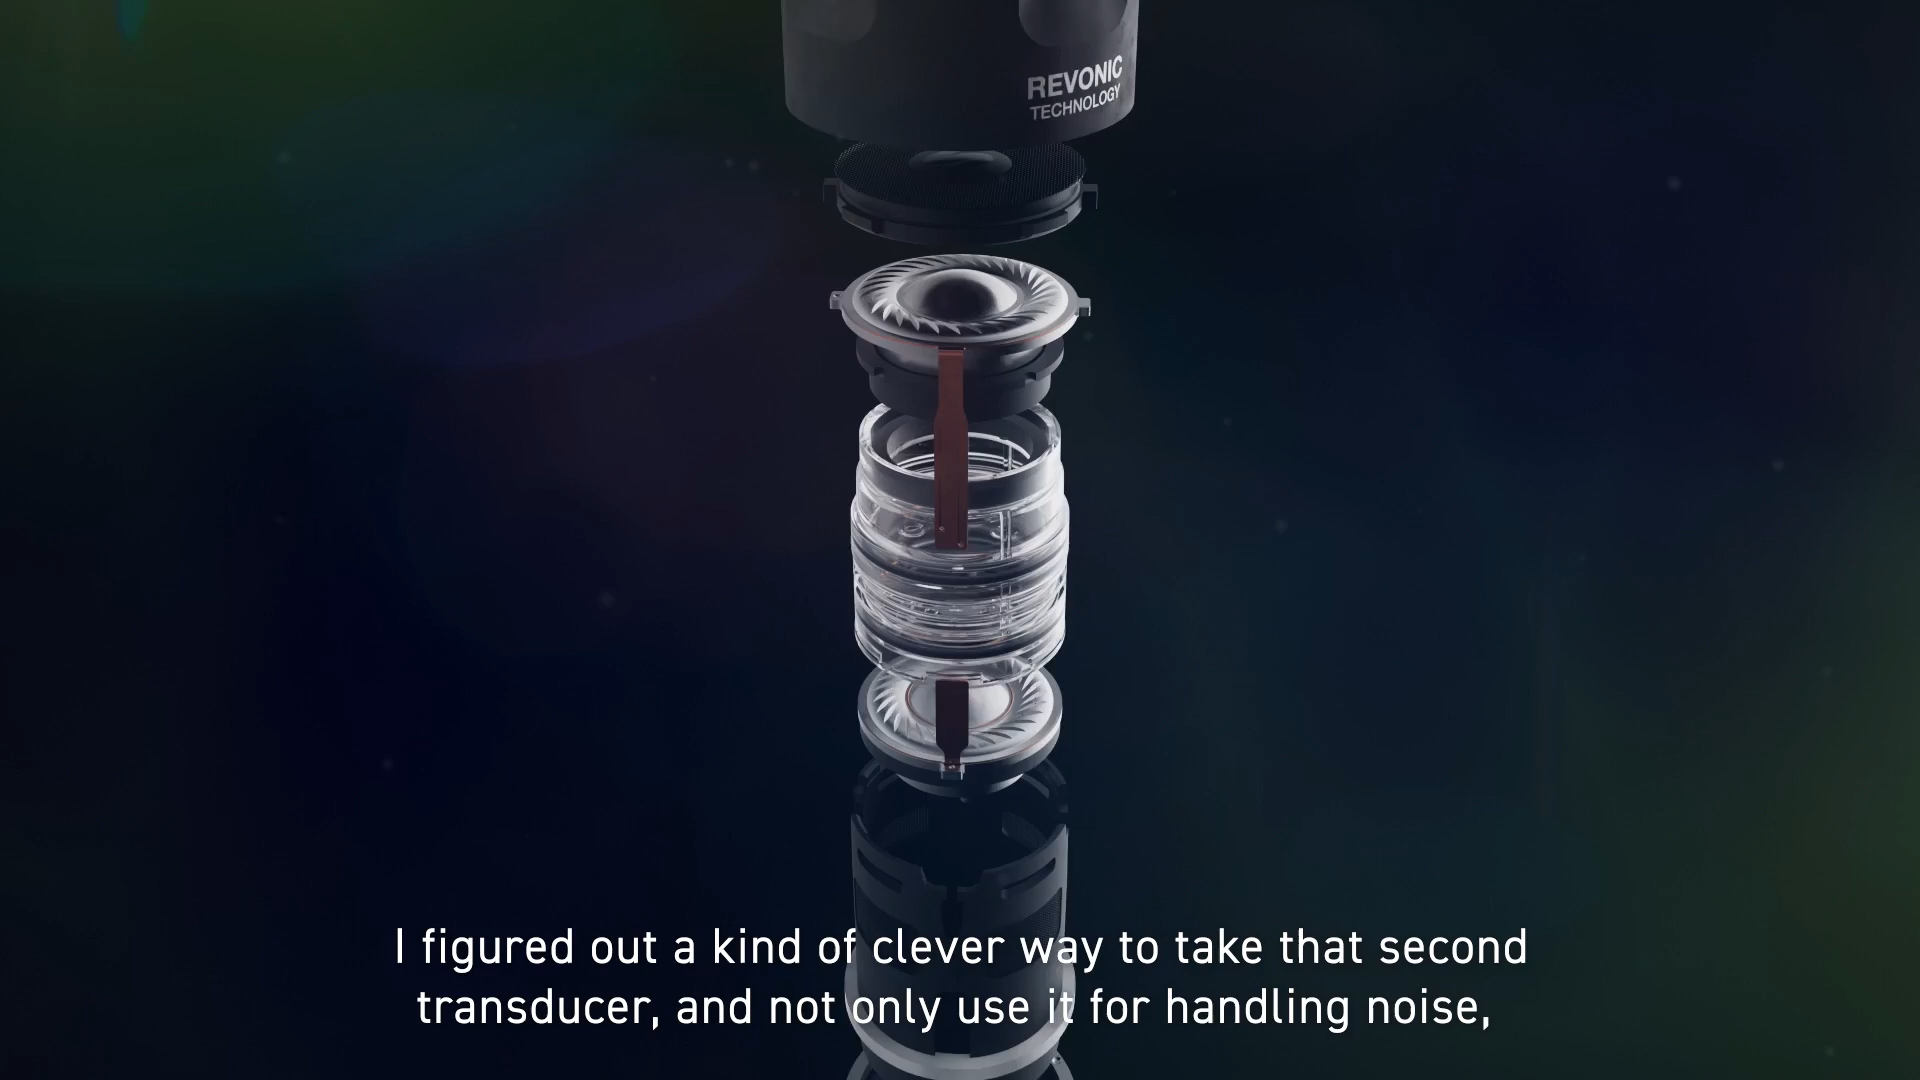 REVONIC
TECHNOLOGY
I figured out a kind of clever way to take that second
transducer, and not only use it for handling noise,